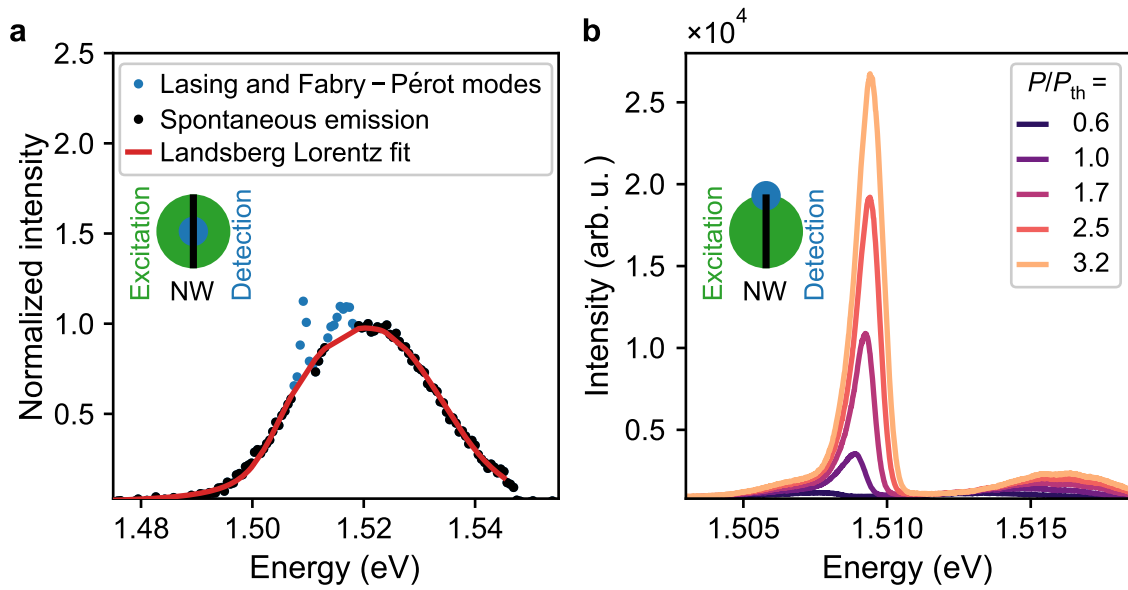 a
2.5
2.0
1.5
1.0
0.5
Normalized intensity
Lasing and Fabry – Pérot modes
Spontaneous emission
Landsberg Lorentz fit
Excitation
Detection
NW
1.48
1.50
1.52
1.54
Energy (eV)
b
×10⁴
2.5
2.0
1.5
1.0
0.5
Intensity (arb. u. )
P/Pth =
0.6
1.0
1.7
2.5
3.2
Excitation
Detection
NW
1.505
1.510
1.515
Energy (eV)